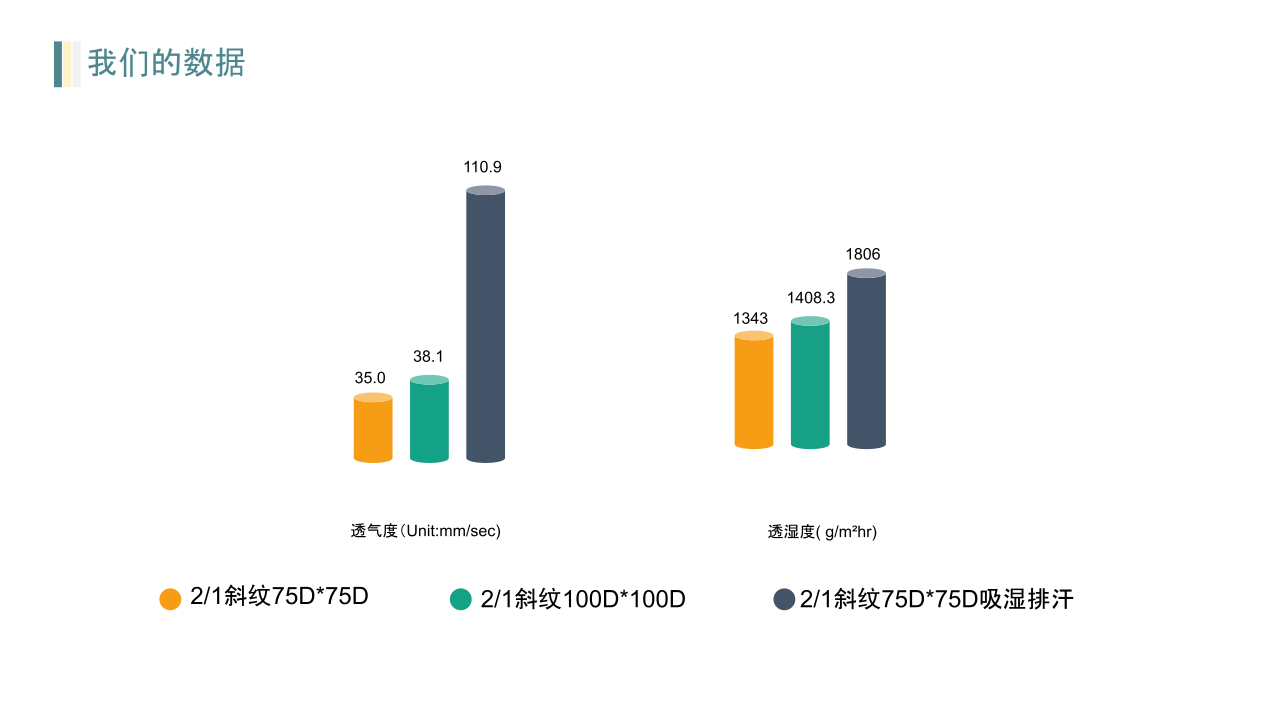 我们的数据
110.9
38.1
35.0
1806
1408.3
1343
透气度（Unit:mm/sec)
透湿度( g/m²hr)
2/1斜纹75D*75D
2/1斜纹100D*100D
2/1斜纹75D*75D吸湿排汗